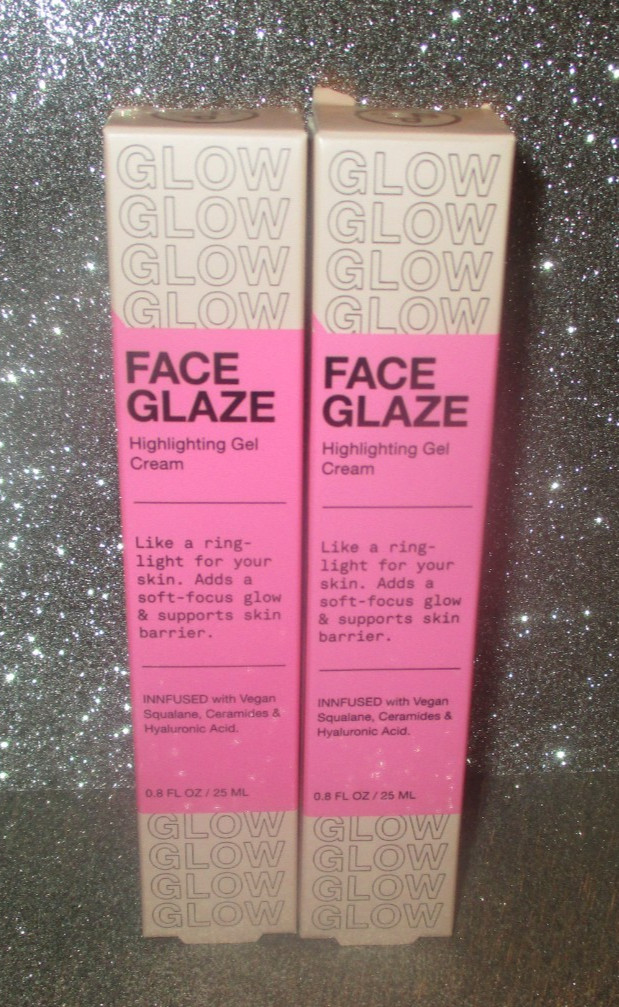 GLOW
GLOW
GLOW
GLOW
FACE
GLAZE
Highlighting Gel
Cream
Like a ring-
light for your
skin. Adds a
soft-focus glow
& supports skin
barrier.
INNFUSED with Vegan
Squalane, Ceramides &
Hyaluronic Acid.
0.8 FL OZ / 25 ML
GLOW
GLOW
GLOW
GLOW
GLOW
GLOW
GLOW
GLOW
FACE
GLAZE
Highlighting Gel
Cream
Like a ring-
light for your
skin. Adds a
soft-focus glow
& supports skin
barrier.
INNFUSED with Vegan
Squalane, Ceramides &
Hyaluronic Acid.
0.8 FL OZ / 25 ML
GLOW
GLOW
GLOW
GLOW